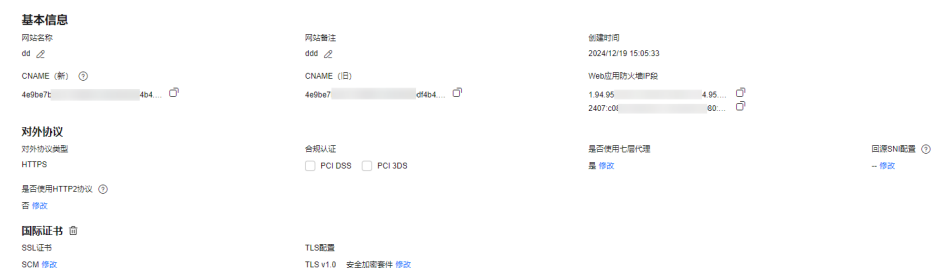 基本信息
网站名称 网站备注 创建时间
dd ddd 2024/12/19 15:05:33
CNAME（新） CNAME（旧） Web应用防火墙IP段
4e9be7b 4b4.... 4e9be7 df4b4.... 1.94.95 4.95....
2407:c08 80:...
对外协议
对外协议类型 合规认证 是否使用七层代理 回源SNI配置
HTTPS PCI DSS PCI 3DS 是 修改 -- 修改
是否使用HTTP2协议
否 修改
国际证书
SSL证书 TLS配置
SCM 修改 TLS v1.0 安全加密套件 修改